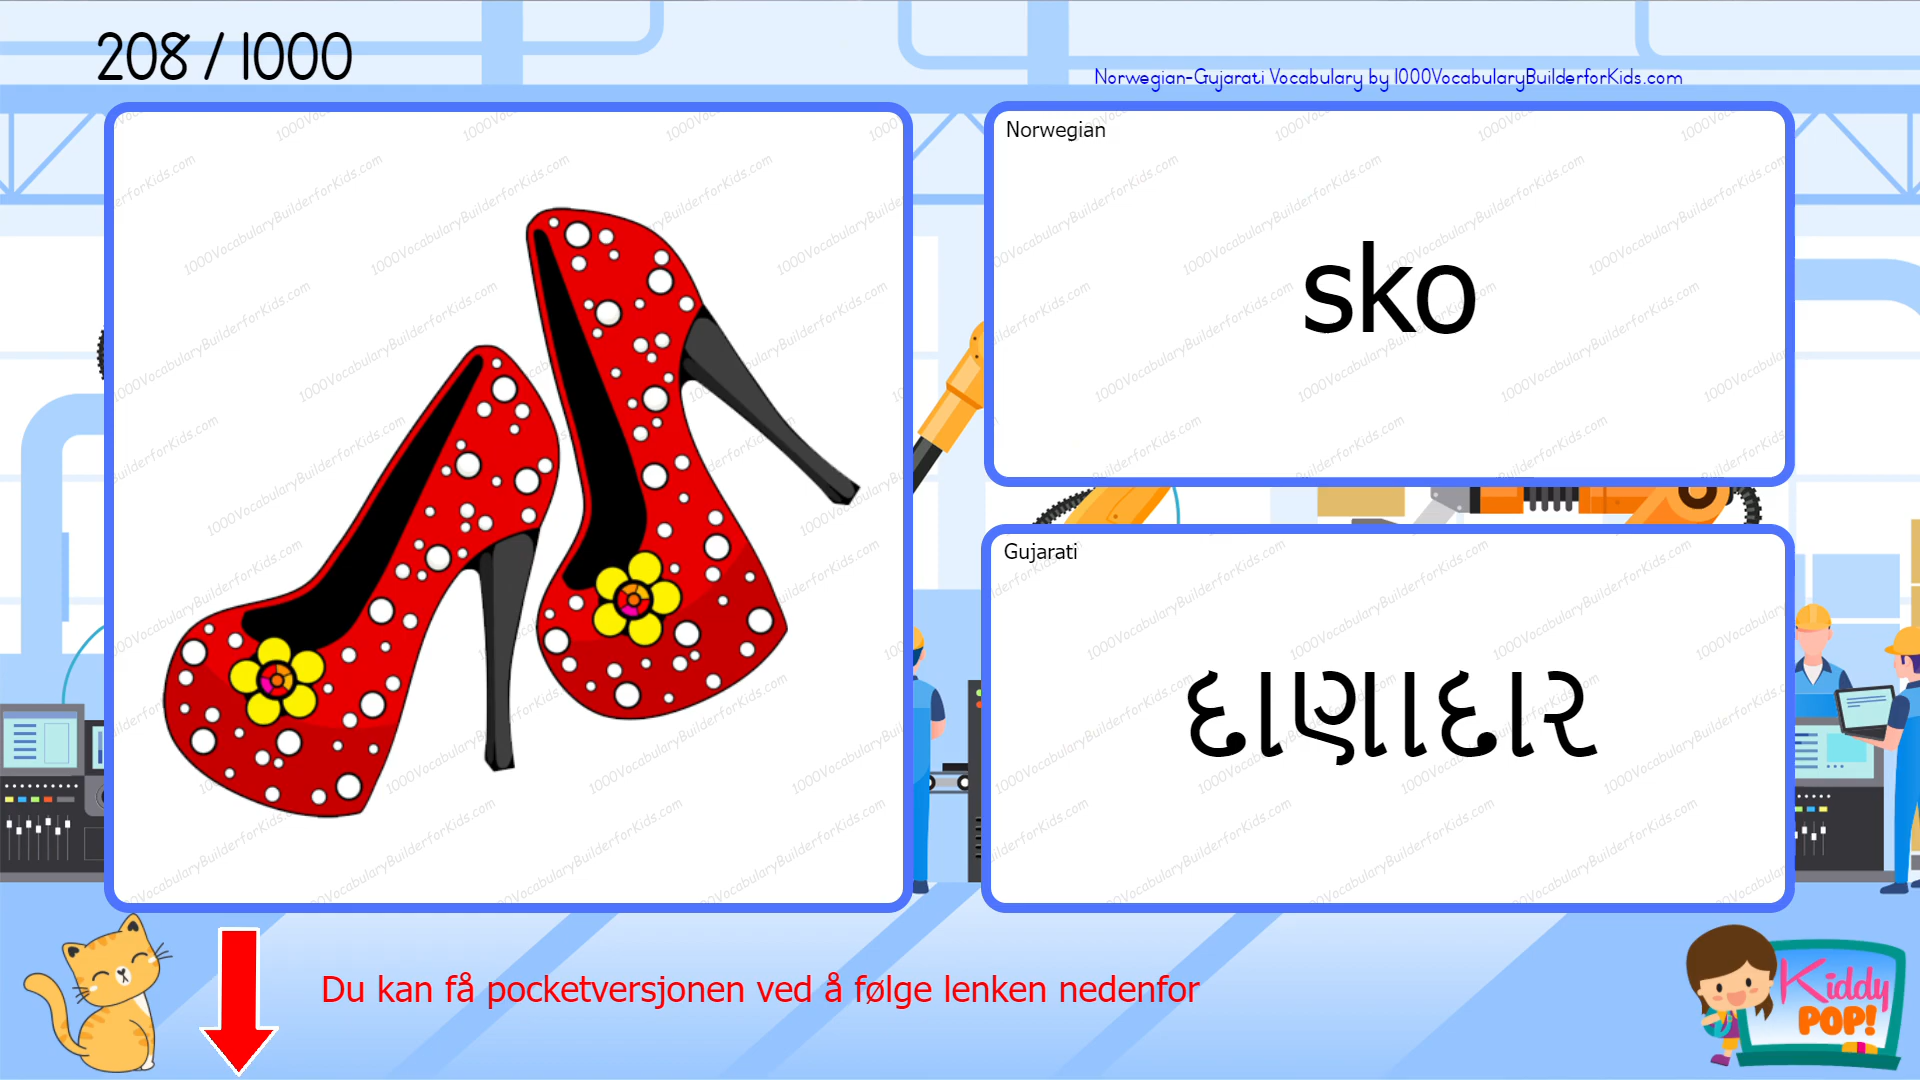 208 / 1000
Norwegian-Gujarati Vocabulary by 1000VocabularyBuilderforKids.com
Norwegian
sko
Gujarati
દાણાદાર
Du kan få pocketversjonen ved å følge lenken nedenfor
Kiddy
POP!